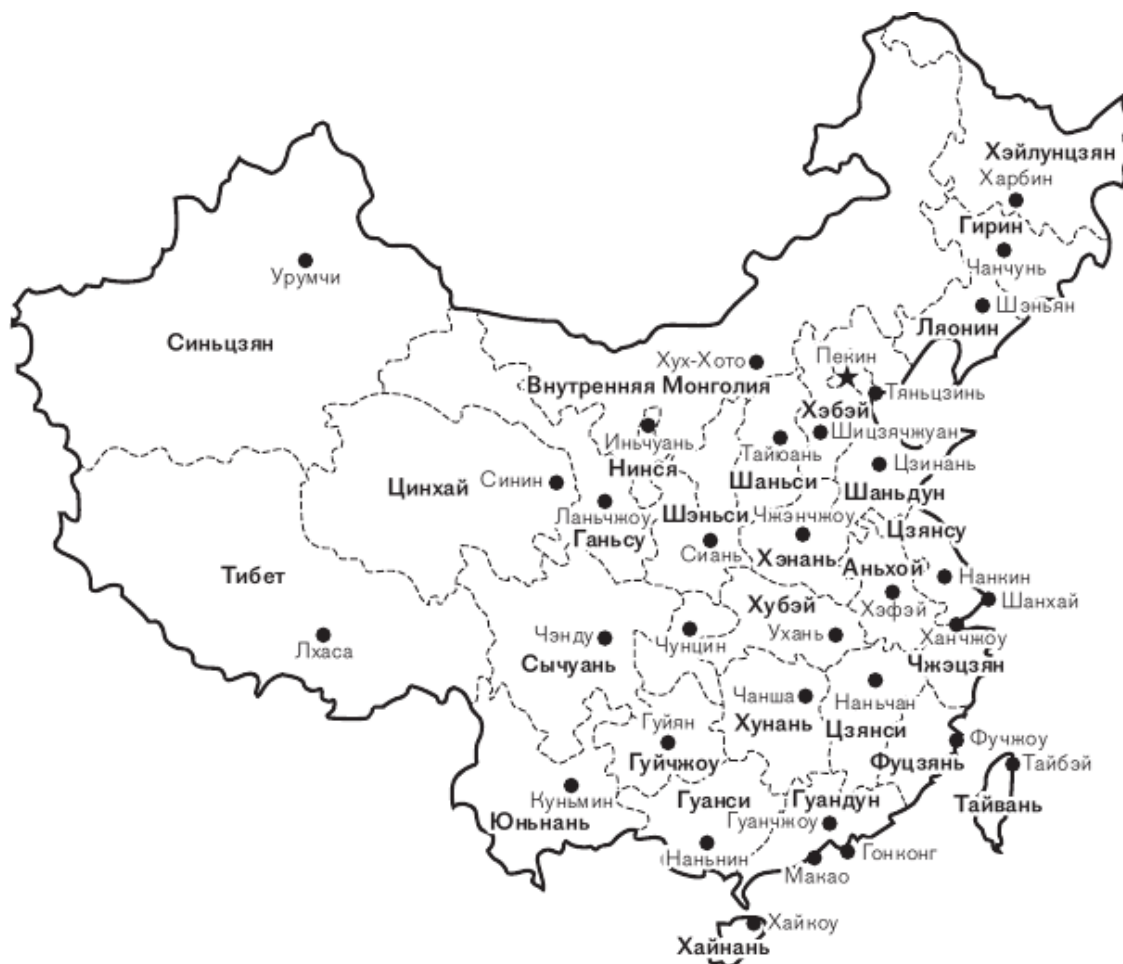 Хэйлунцзян
Харбин
Гирин
Чанчунь
Урумчи
Шэньян
Ляонин
Синьцзян
Пекин
Хух-Хото
Внутренняя Монголия
Тяньцзинь
Хэбэй
Иньчуань
Шицзячжуан
Тайюань
Нинся
Цзинань
Синин
Цинхай
Шаньси
Шаньдун
Ланьчжоу
Шэньси
Чжэнчжоу
Ганьсу
Цзянсу
Сиань
Хэнань
Аньхой
Тибет
Нанкин
Хэфэй
Шанхай
Хубэй
Чэнду
Чунцин
Ухань
Ханчжоу
Лхаса
Сычуань
Чжэцзян
Чанша
Наньчан
Гуйян
Хунань
Цзянси
Фучжоу
Гуйчжоу
Фуцзянь
Тайбэй
Куньмин
Гуанси
Гуандун
Тайвань
Юньнань
Гуанчжоу
Наньнин
Гонконг
Макао
Хайкоу
Хайнань